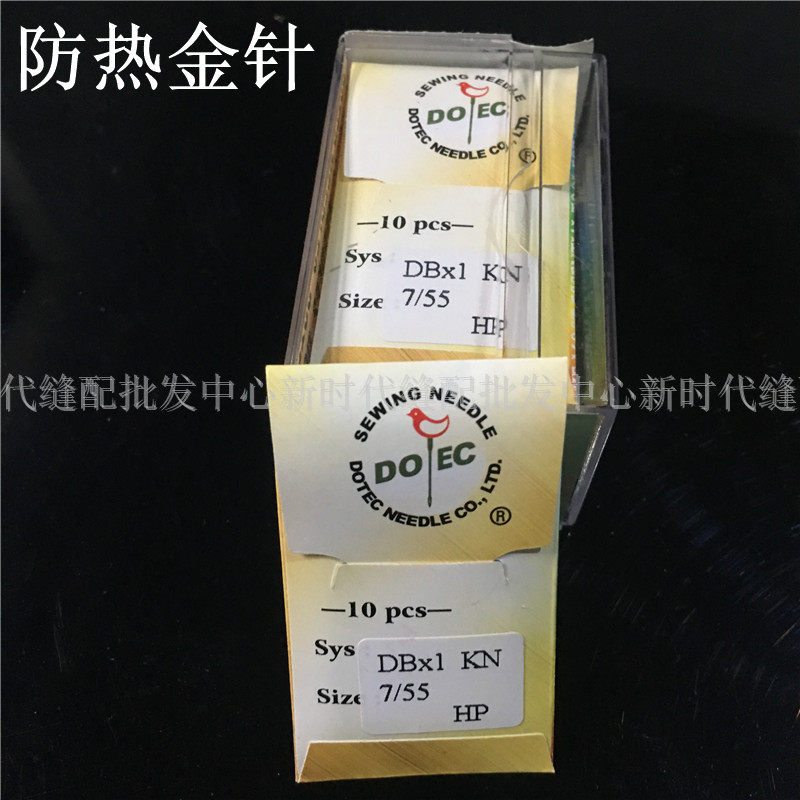 防热金针
SEWING NEEDLE
DOTEC
DOTEC NEEDLE CO., LTD.
®
—10 pcs—
Sys
DBx1 KN
Size
7/55
HP
代缝配批发中心新时代缝配批发中心新时代缝
SEWING NEEDLE
DOTEC
DOTEC NEEDLE CO., LTD.
®
—10 pcs—
Sys
DBx1 KN
Size
7/55
HP